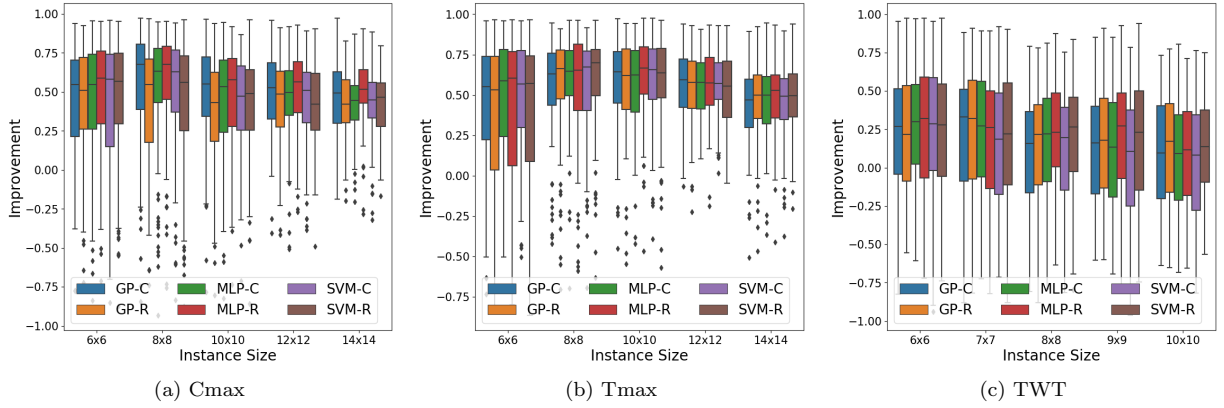 1.00
0.75
0.50
0.25
0.00
−0.25
−0.50
−0.75
−1.00
Improvement
GP-C MLP-C SVM-C
GP-R MLP-R SVM-R
6x6 8x8 10x10 12x12 14x14
Instance Size
(a) Cmax
1.00
0.75
0.50
0.25
0.00
−0.25
−0.50
−0.75
Improvement
GP-C MLP-C SVM-C
GP-R MLP-R SVM-R
6x6 8x8 10x10 12x12 14x14
Instance Size
(b) Tmax
1.00
0.75
0.50
0.25
0.00
−0.25
−0.50
−0.75
−1.00
Improvement
GP-C MLP-C SVM-C
GP-R MLP-R SVM-R
6x6 7x7 8x8 9x9 10x10
Instance Size
(c) TWT